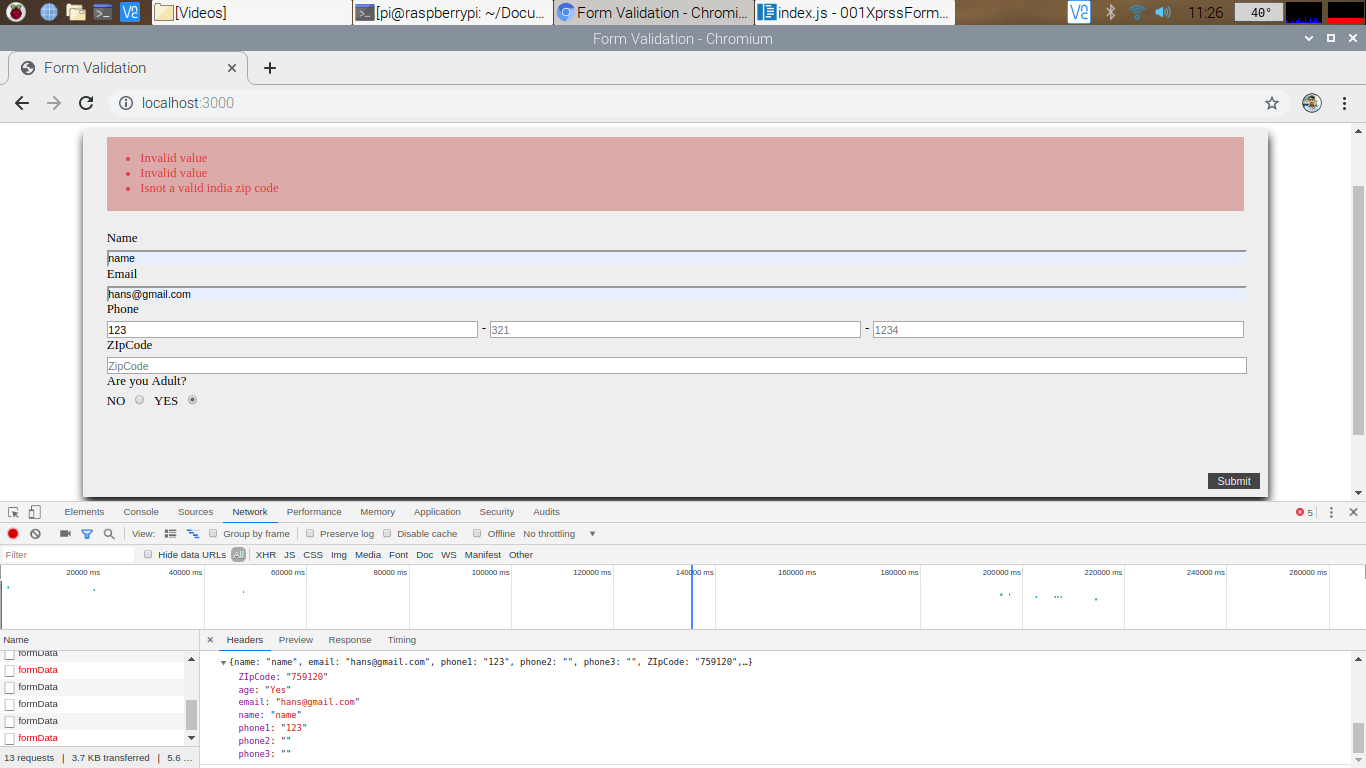 [Videos]
[pi@raspberrypi: ~/Docu...
Form Validation - Chromi...
index.js - 001XprssForm...
11:26
40°
Form Validation - Chromium
Form Validation
localhost:3000
Invalid value
Invalid value
Isnot a valid india zip code
Name
name
Email
hans@gmail.com
Phone
123 - 321 - 1234
ZIpCode
ZipCode
Are you Adult?
NO YES
Submit
Elements Console Sources Network Performance Memory Application Security Audits 5
View: Group by frame Preserve log Disable cache Offline No throttling
Filter Hide data URLs All XHR JS CSS Img Media Font Doc WS Manifest Other
20000 ms 40000 ms 60000 ms 80000 ms 100000 ms 120000 ms 140000 ms 160000 ms 180000 ms 200000 ms 220000 ms 240000 ms 260000 ms
Name
Headers Preview Response Timing
formData
formData
formData
formData
formData
formData
13 requests | 3.7 KB transferred | 5.6 ...
{name: "name", email: "hans@gmail.com", phone1: "123", phone2: "", phone3: "", ZIpCode: "759120",…}
ZIpCode: "759120"
age: "Yes"
email: "hans@gmail.com"
name: "name"
phone1: "123"
phone2: ""
phone3: ""